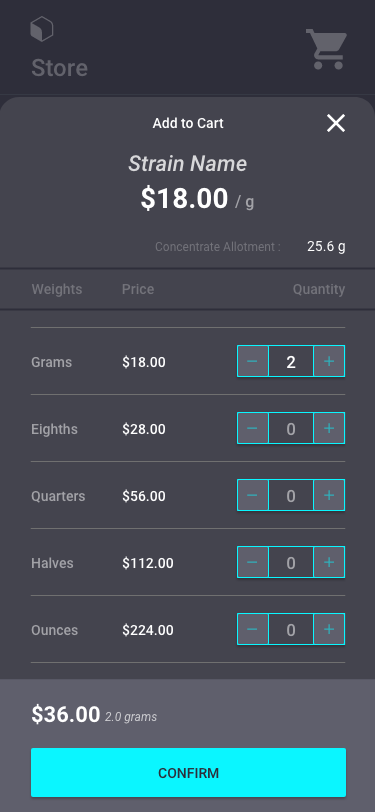 Store
Add to Cart
Strain Name
$18.00 / g
Concentrate Allotment : 25.6 g
Weights Price Quantity
Grams $18.00 − 2 +
Eighths $28.00 − 0 +
Quarters $56.00 − 0 +
Halves $112.00 − 0 +
Ounces $224.00 − 0 +
$36.00 2.0 grams
CONFIRM